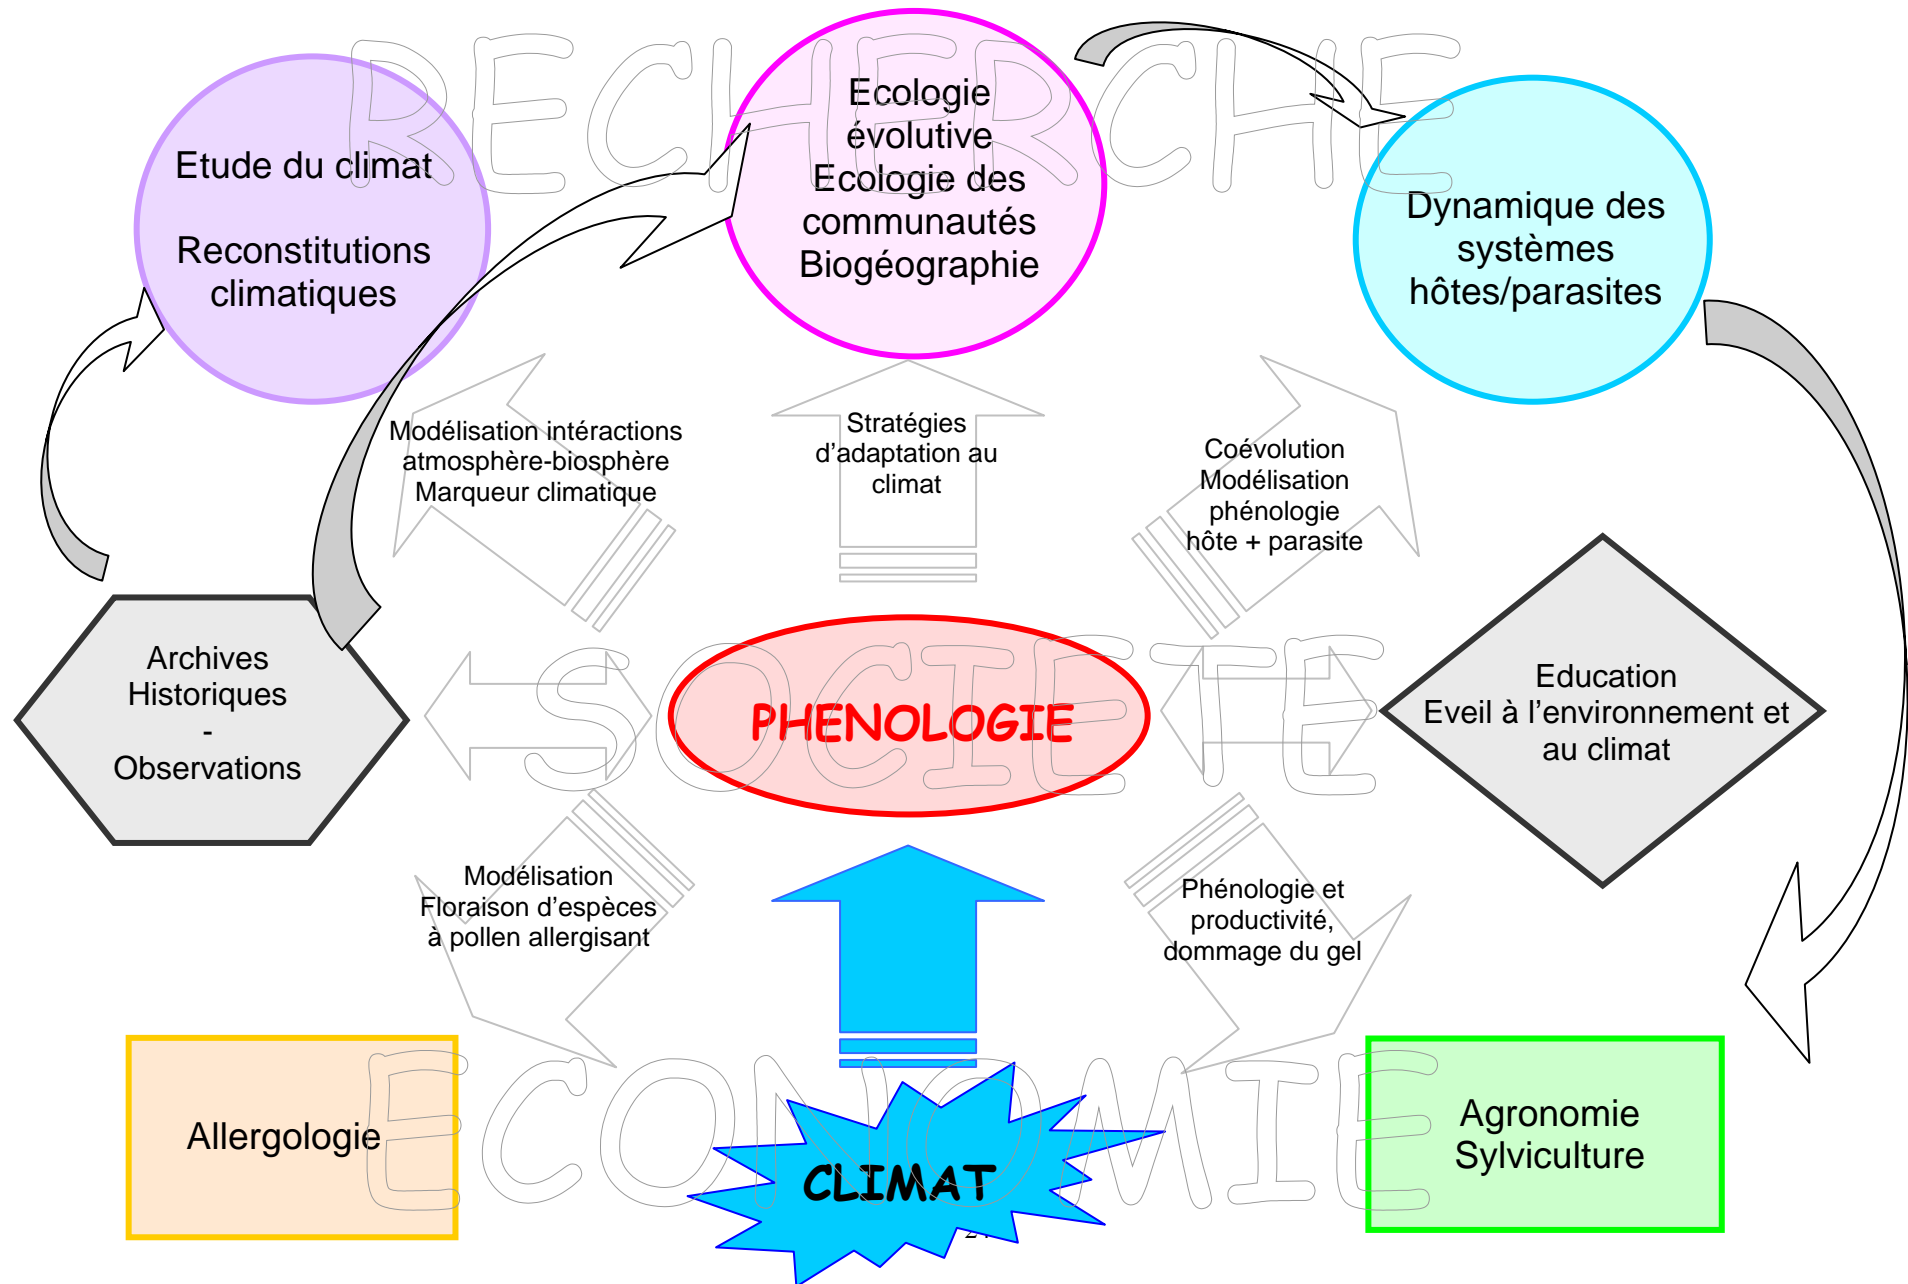 RECHERCHE
Etude du climat
Reconstitutions
climatiques
Ecologie
évolutive
Ecologie des
communautés
Biogéographie
Dynamique des
systèmes
hôtes/parasites
Modélisation intéractions
atmosphère-biosphère
Marqueur climatique
Stratégies
d'adaptation au
climat
Coévolution
Modélisation
phénologie
hôte + parasite
SOCIETE
Archives
Historiques
-
Observations
PHENOLOGIE
Education
Eveil à l'environnement et
au climat
Modélisation
Floraison d'espèces
à pollen allergisant
Phénologie et
productivité,
dommage du gel
ECONOMIE
Allergologie
CLIMAT
Agronomie
Sylviculture